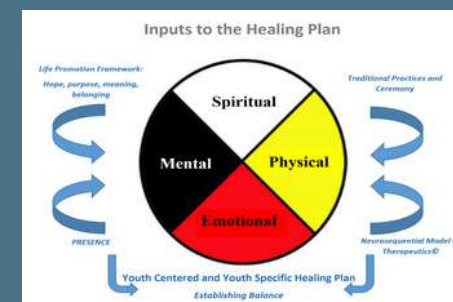 Inputs to the Healing Plan
Life Promotion Framework:
Hope, purpose, meaning,
belonging
Traditional Practices and
Ceremony
Spiritual
Mental
Physical
Emotional
PRESENCE
Neurosequential Model
Therapeutics©
Youth Centered and Youth Specific Healing Plan
Establishing Balance